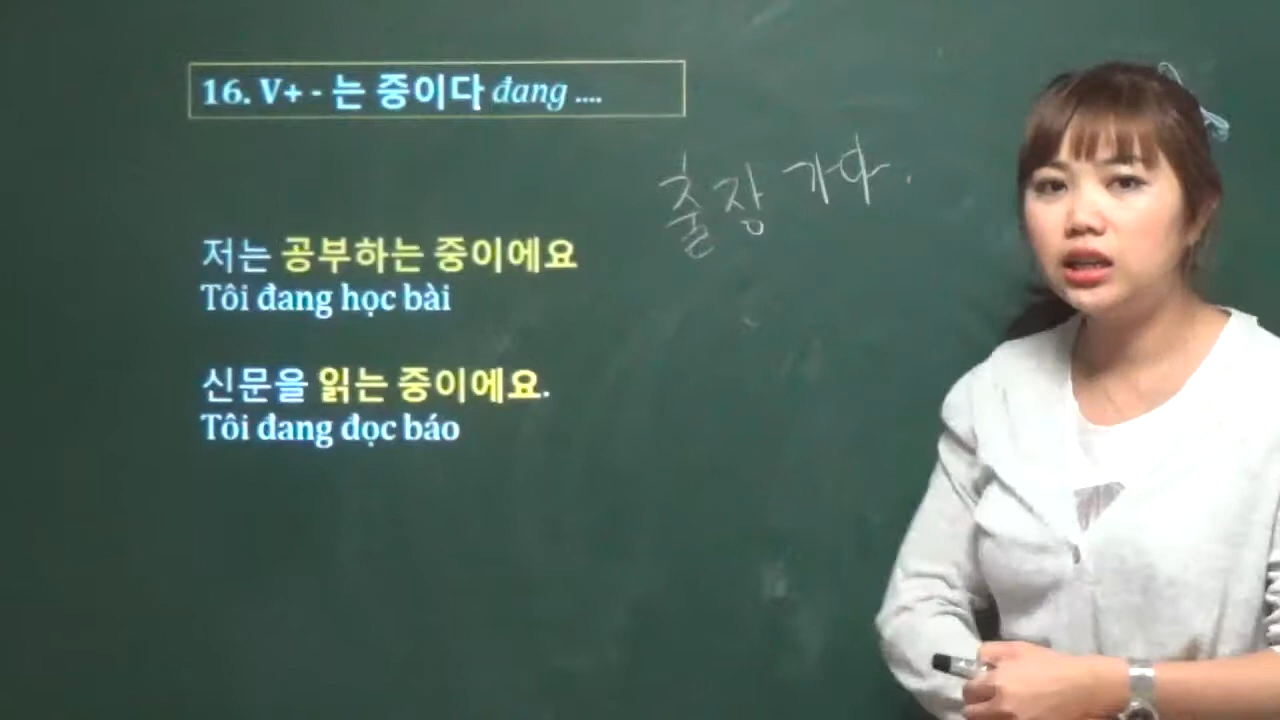 16. V+ - 는 중이다 đang ....
출장 가다.
저는 공부하는 중이에요
Tôi đang học bài
신문을 읽는 중이에요.
Tôi đang đọc báo